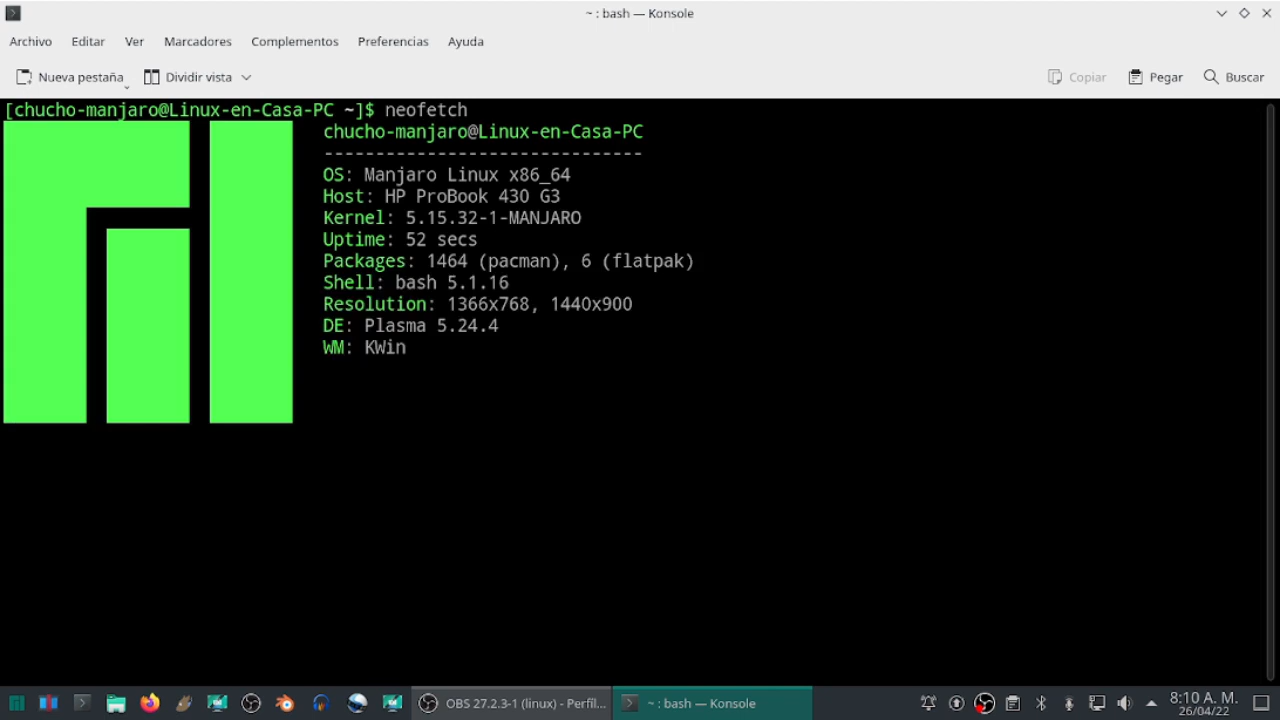 ~ : bash — Konsole
Archivo Editar Ver Marcadores Complementos Preferencias Ayuda
Nueva pestaña Dividir vista Copiar Pegar Buscar
[chucho-manjaro@Linux-en-Casa-PC ~]$ neofetch
chucho-manjaro@Linux-en-Casa-PC
-------------------------------
OS: Manjaro Linux x86_64
Host: HP ProBook 430 G3
Kernel: 5.15.32-1-MANJARO
Uptime: 52 secs
Packages: 1464 (pacman), 6 (flatpak)
Shell: bash 5.1.16
Resolution: 1366x768, 1440x900
DE: Plasma 5.24.4
WM: KWin
OBS 27.2.3-1 (linux) - Perfil... ~ : bash — Konsole 8:10 A. M.
26/04/22